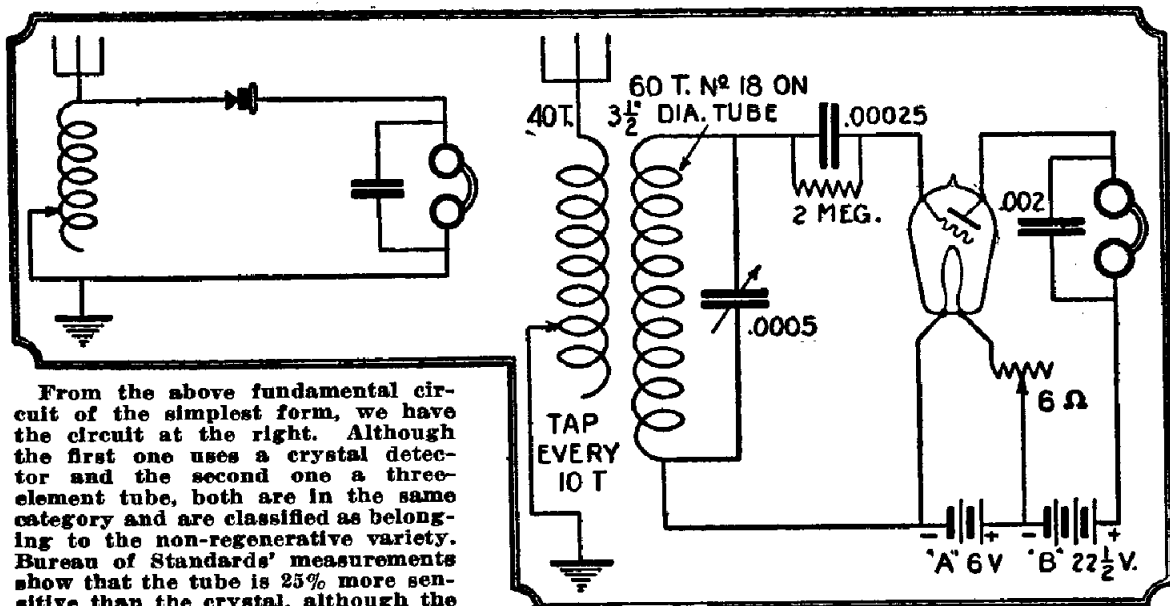 60 T. Nº 18 ON
40T. 3½" DIA. TUBE
.00025
2 MEG.
.002
.0005
6 Ω
TAP
EVERY
10 T
- + - +
"A" 6V "B" 22½V.
From the above fundamental cir-
cuit of the simplest form, we have
the circuit at the right. Although
the first one uses a crystal detec-
tor and the second one a three-
element tube, both are in the same
category and are classified as belong-
ing to the non-regenerative variety.
Bureau of Standards' measurements
show that the tube is 25% more sen-
sitive than the crystal, although the